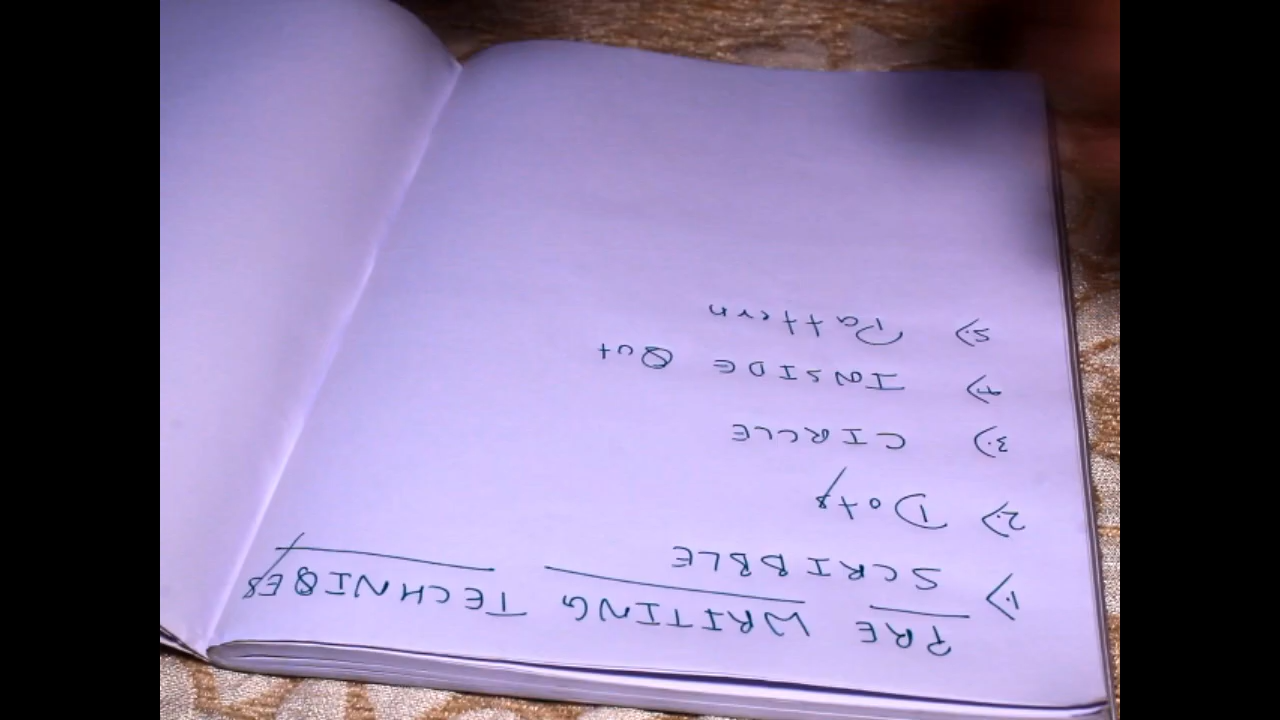 PRE WRITING TECHNIQES
1.) SCRIBBLE
2.) Dots
3.) CIRCLE
4.) INSIDE OUt
5.) Pattern